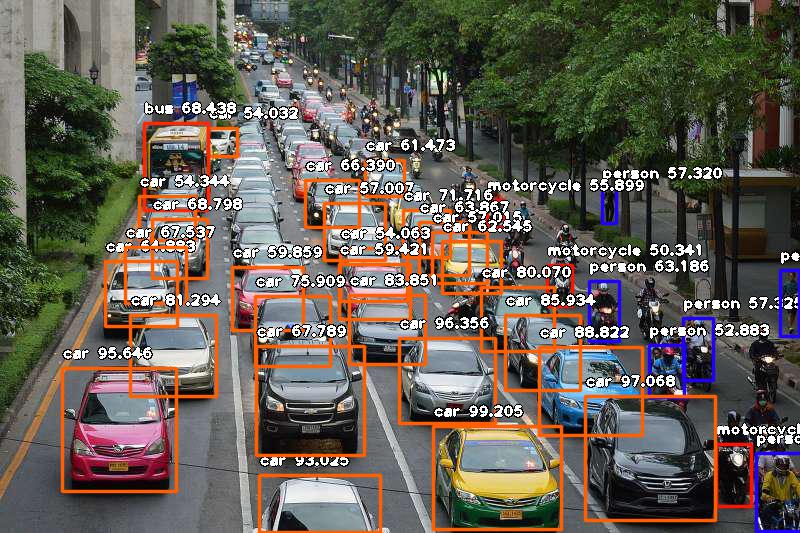 bus 68.438
car 54.032
car 61.473
car 66.390
person 57.320
car 54.344
car 57.007
motorcycle 55.899
car 71.716
car 68.798
car 63.867
car 57.015
car 67.537
car 54.063
car 62.545
car 64.883
car 59.859
car 59.421
motorcycle 50.341
pe
car 75.909
car 83.851
car 80.070
person 63.186
car 81.294
car 85.934
person 57.325
car 67.789
car 96.356
car 88.822
person 52.883
car 95.646
car 97.068
car 99.205
motorcyc
perso
car 93.025